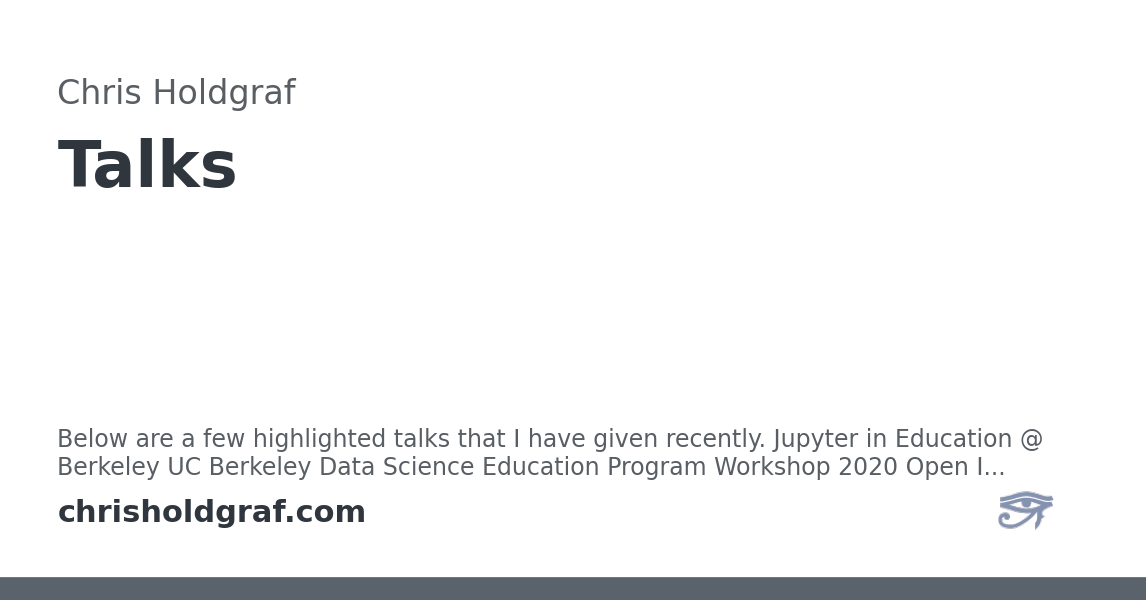 Chris Holdgraf
Talks
Below are a few highlighted talks that I have given recently. Jupyter in Education @
Berkeley UC Berkeley Data Science Education Program Workshop 2020 Open I...
chrisholdgraf.com